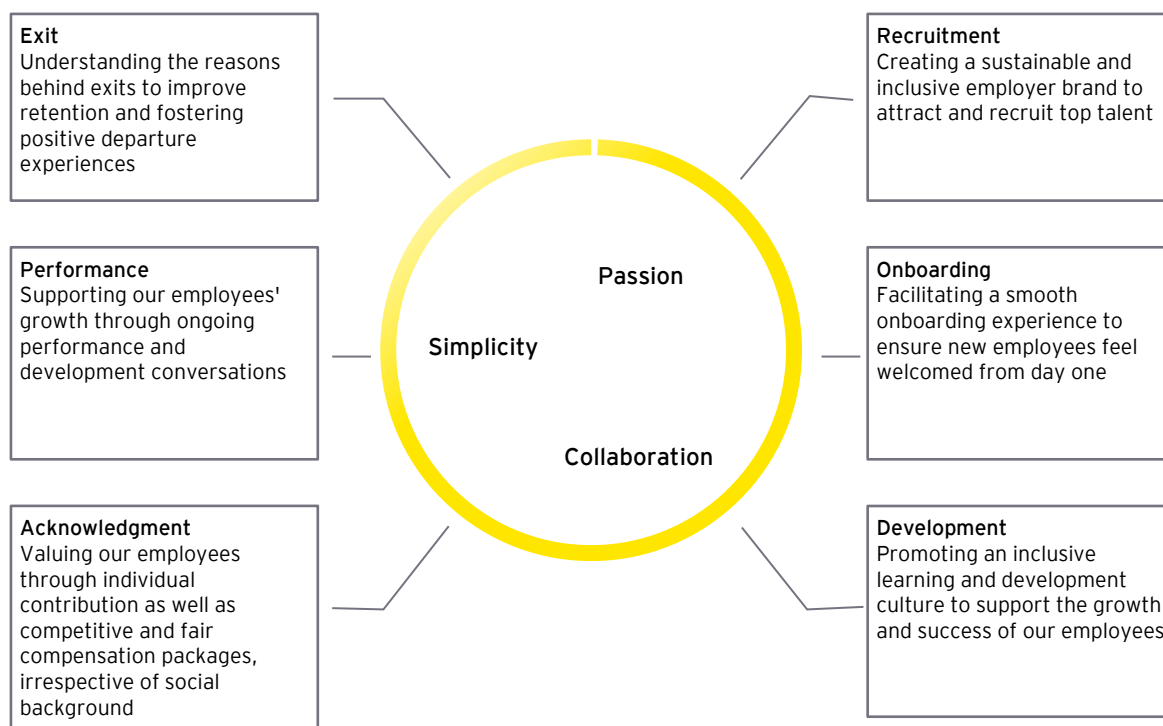 Exit
Understanding the reasons
behind exits to improve
retention and fostering
positive departure
experiences
Recruitment
Creating a sustainable and
inclusive employer brand to
attract and recruit top talent
Passion
Simplicity
Collaboration
Performance
Supporting our employees'
growth through ongoing
performance and
development conversations
Onboarding
Facilitating a smooth
onboarding experience to
ensure new employees feel
welcomed from day one
Acknowledgment
Valuing our employees
through individual
contribution as well as
competitive and fair
compensation packages,
irrespective of social
background
Development
Promoting an inclusive
learning and development
culture to support the growth
and success of our employees